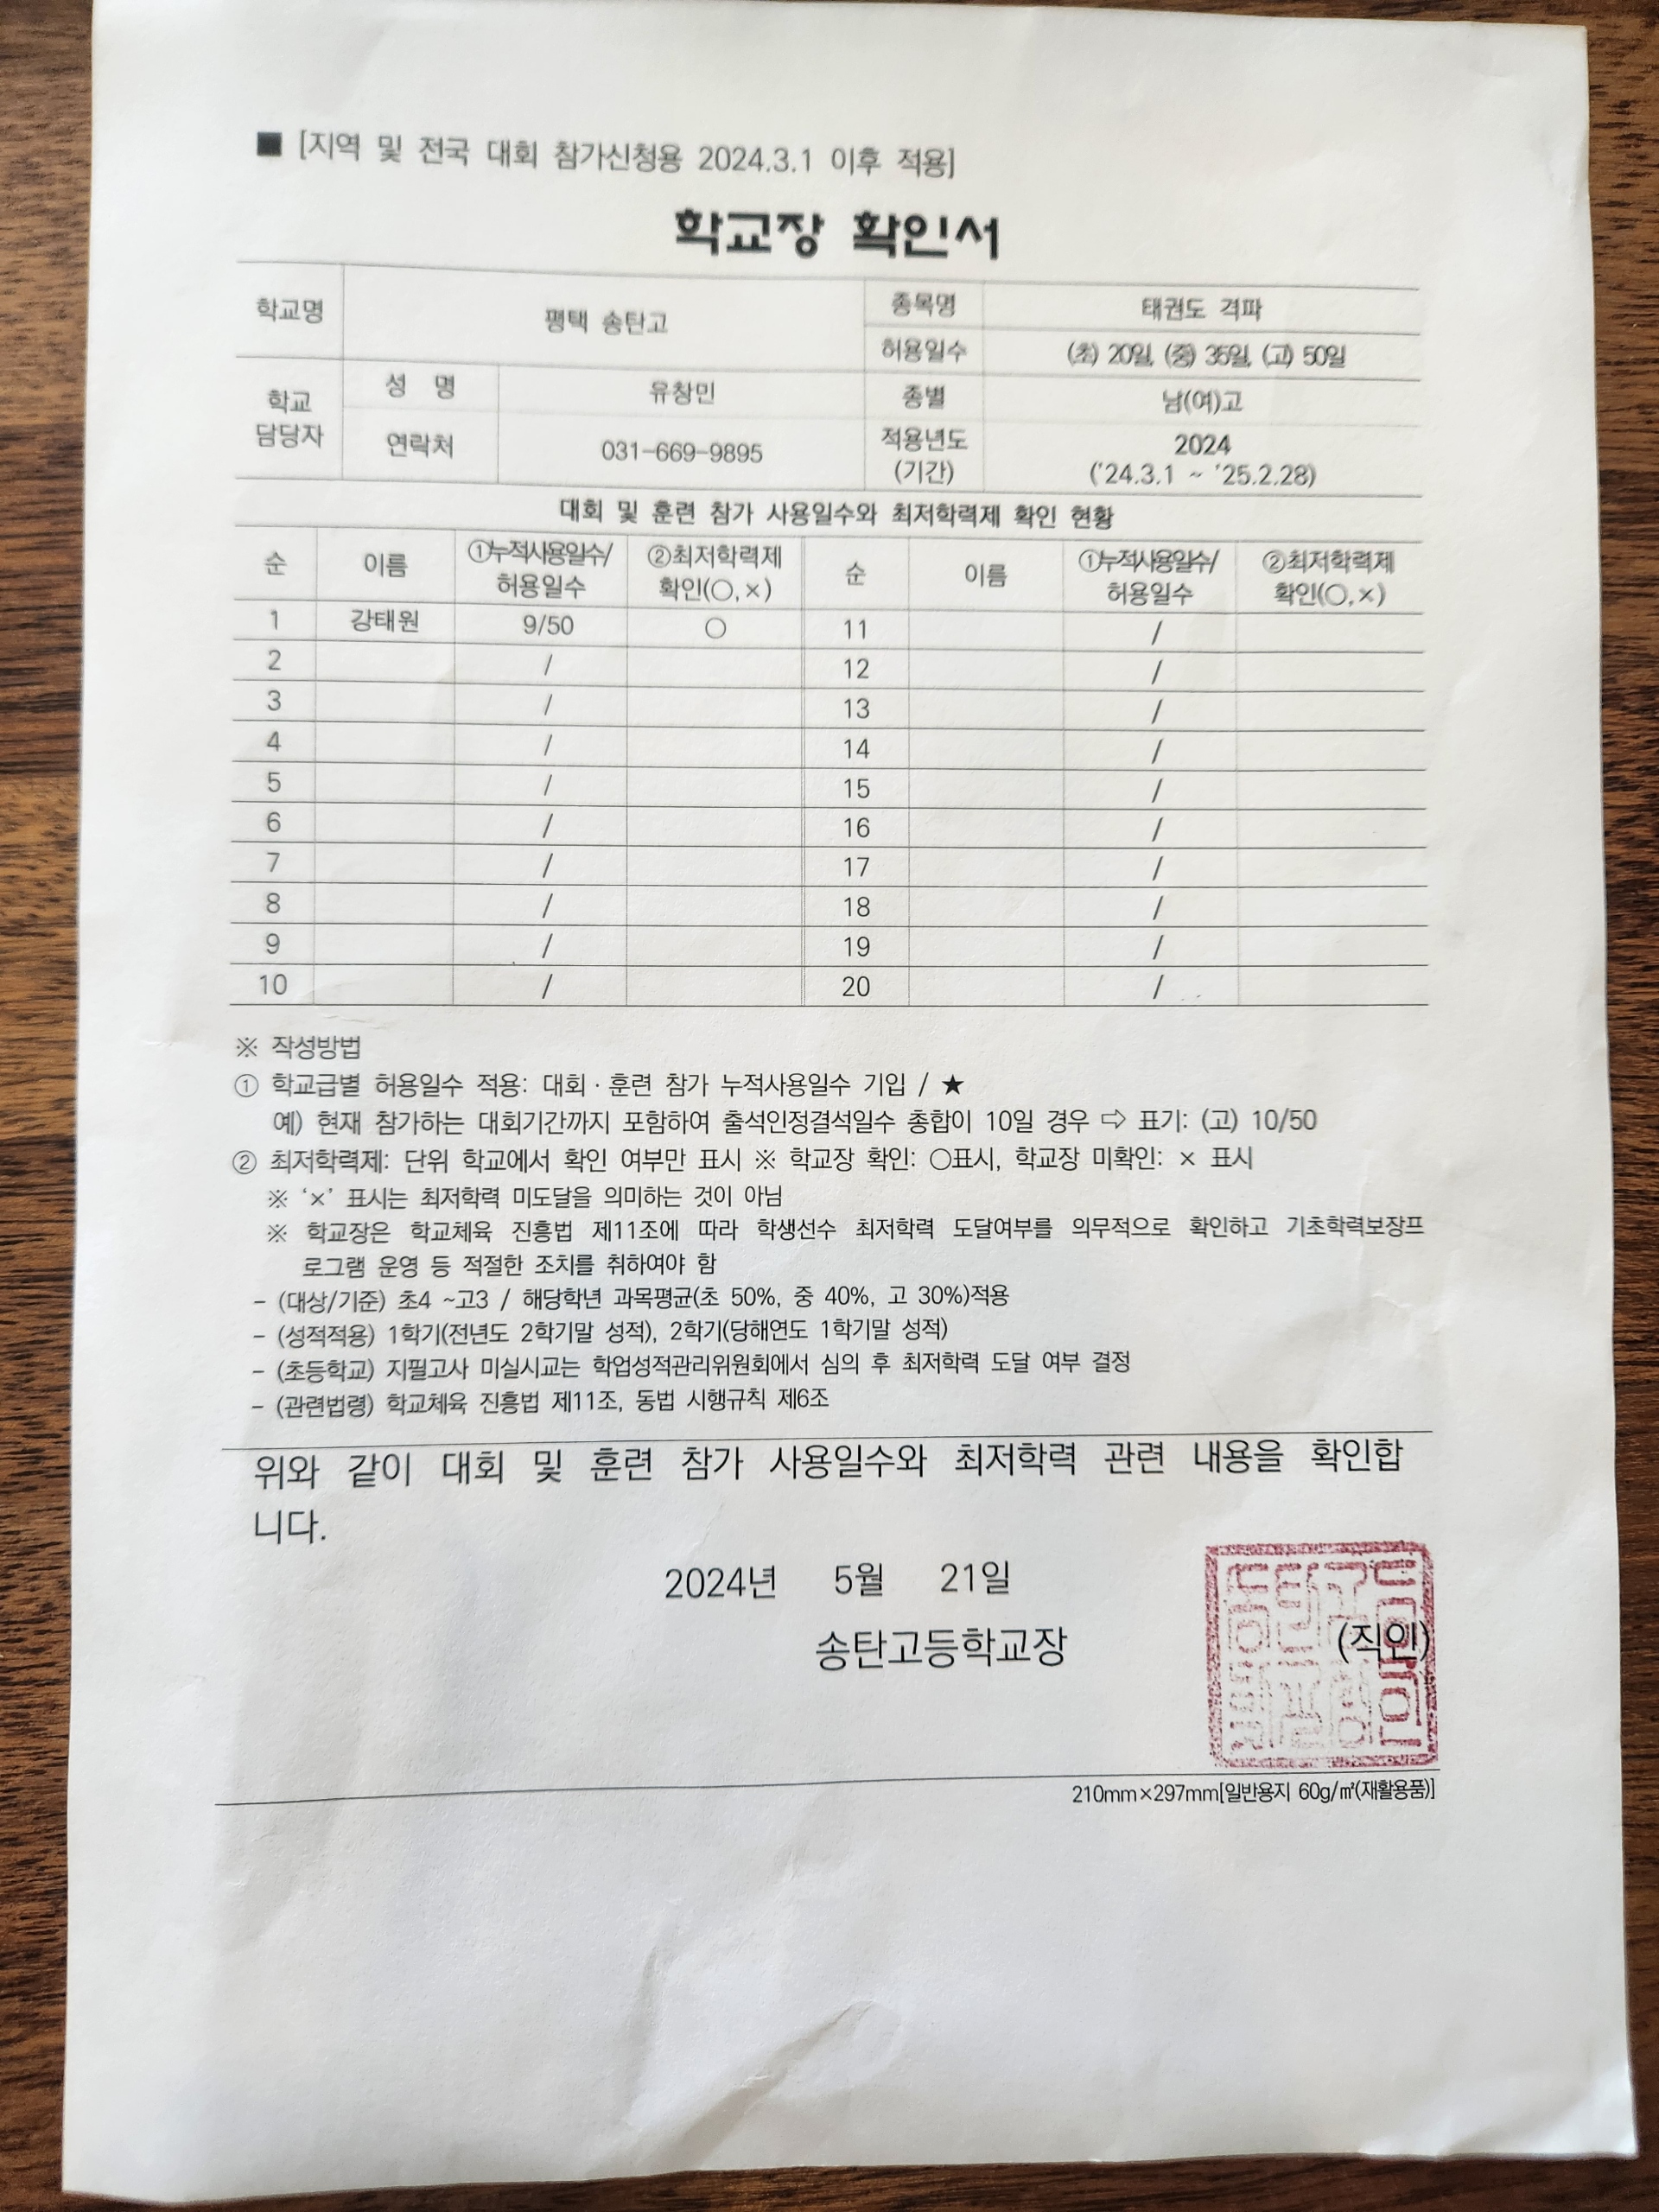 ■ [지역 및 전국 대회 참가신청용 2024.3.1 이후 적용]
학교장 확인서
학교명 평택 송탄고 종목명 태권도 격파
허용일수 (초) 20일, (중) 35일, (고) 50일
학교 담당자 성 명 유창민 종별 남(여)고
연락처 031-669-9895 적용년도 (기간) 2024 ('24.3.1 ~ '25.2.28)
대회 및 훈련 참가 사용일수와 최저학력제 확인 현황
순 이름 ①누적사용일수/허용일수 ②최저학력제 확인(○,×) 순 이름 ①누적사용일수/허용일수 ②최저학력제 확인(○,×)
1 강태원 9/50 ○ 11 /
2 / 12 /
3 / 13 /
4 / 14 /
5 / 15 /
6 / 16 /
7 / 17 /
8 / 18 /
9 / 19 /
10 / 20 /
※ 작성방법
① 학교급별 허용일수 적용: 대회·훈련 참가 누적사용일수 기입 / ★
예) 현재 참가하는 대회기간까지 포함하여 출석인정결석일수 총합이 10일 경우 ⇨ 표기: (고) 10/50
② 최저학력제: 단위 학교에서 확인 여부만 표시 ※ 학교장 확인: ○표시, 학교장 미확인: × 표시
※ '×' 표시는 최저학력 미도달을 의미하는 것이 아님
※ 학교장은 학교체육 진흥법 제11조에 따라 학생선수 최저학력 도달여부를 의무적으로 확인하고 기초학력보장프
로그램 운영 등 적절한 조치를 취하여야 함
- (대상/기준) 초4 ~고3 / 해당학년 과목평균(초 50%, 중 40%, 고 30%)적용
- (성적적용) 1학기(전년도 2학기말 성적), 2학기(당해연도 1학기말 성적)
- (초등학교) 지필고사 미실시교는 학업성적관리위원회에서 심의 후 최저학력 도달 여부 결정
- (관련법령) 학교체육 진흥법 제11조, 동법 시행규칙 제6조
위와 같이 대회 및 훈련 참가 사용일수와 최저학력 관련 내용을 확인합
니다.
2024년 5월 21일
송탄고등학교장 (직인)
210mm×297mm[일반용지 60g/㎡(재활용품)]